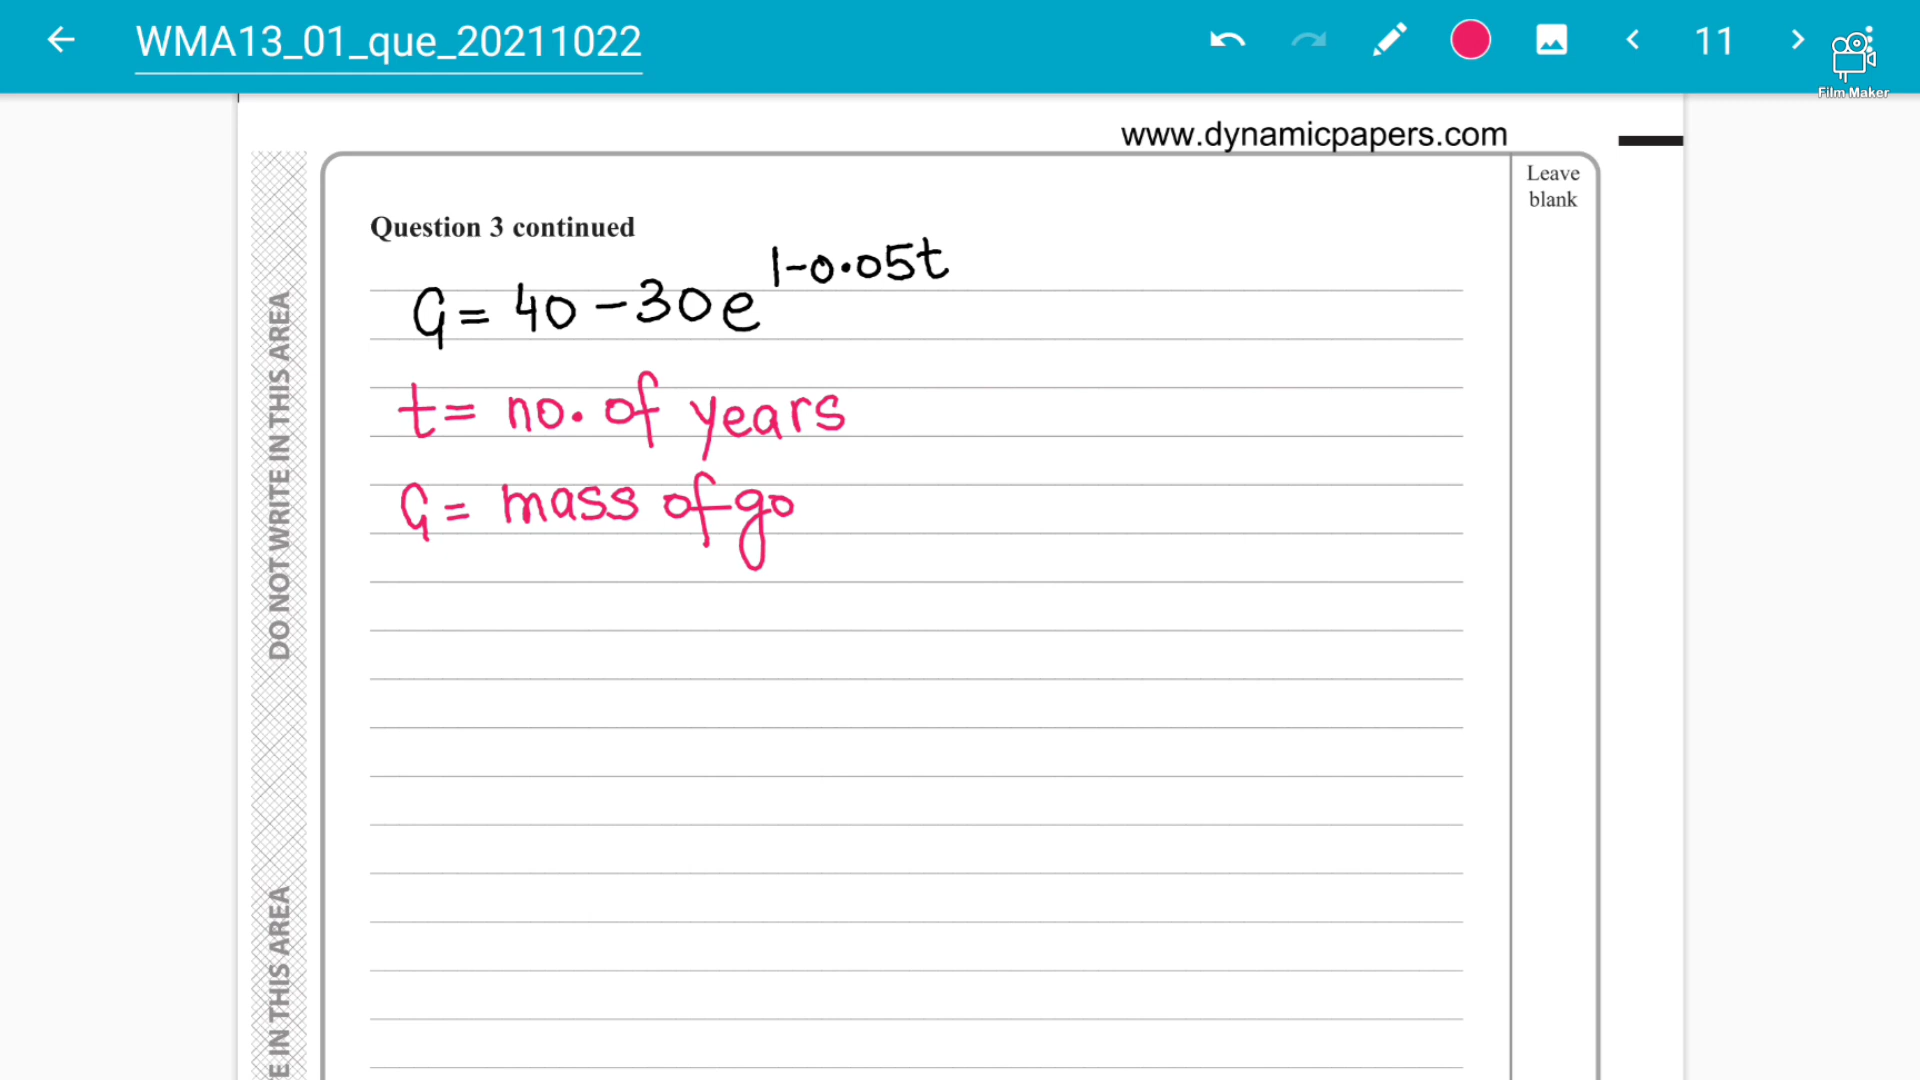 WMA13_01_que_20211022
11
Film Maker
www.dynamicpapers.com
Leave
blank
Question 3 continued
G = 40 - 30e^{1-0.05t}
t = no. of years
G = mass of go
DO NOT WRITE IN THIS AREA
E IN THIS AREA